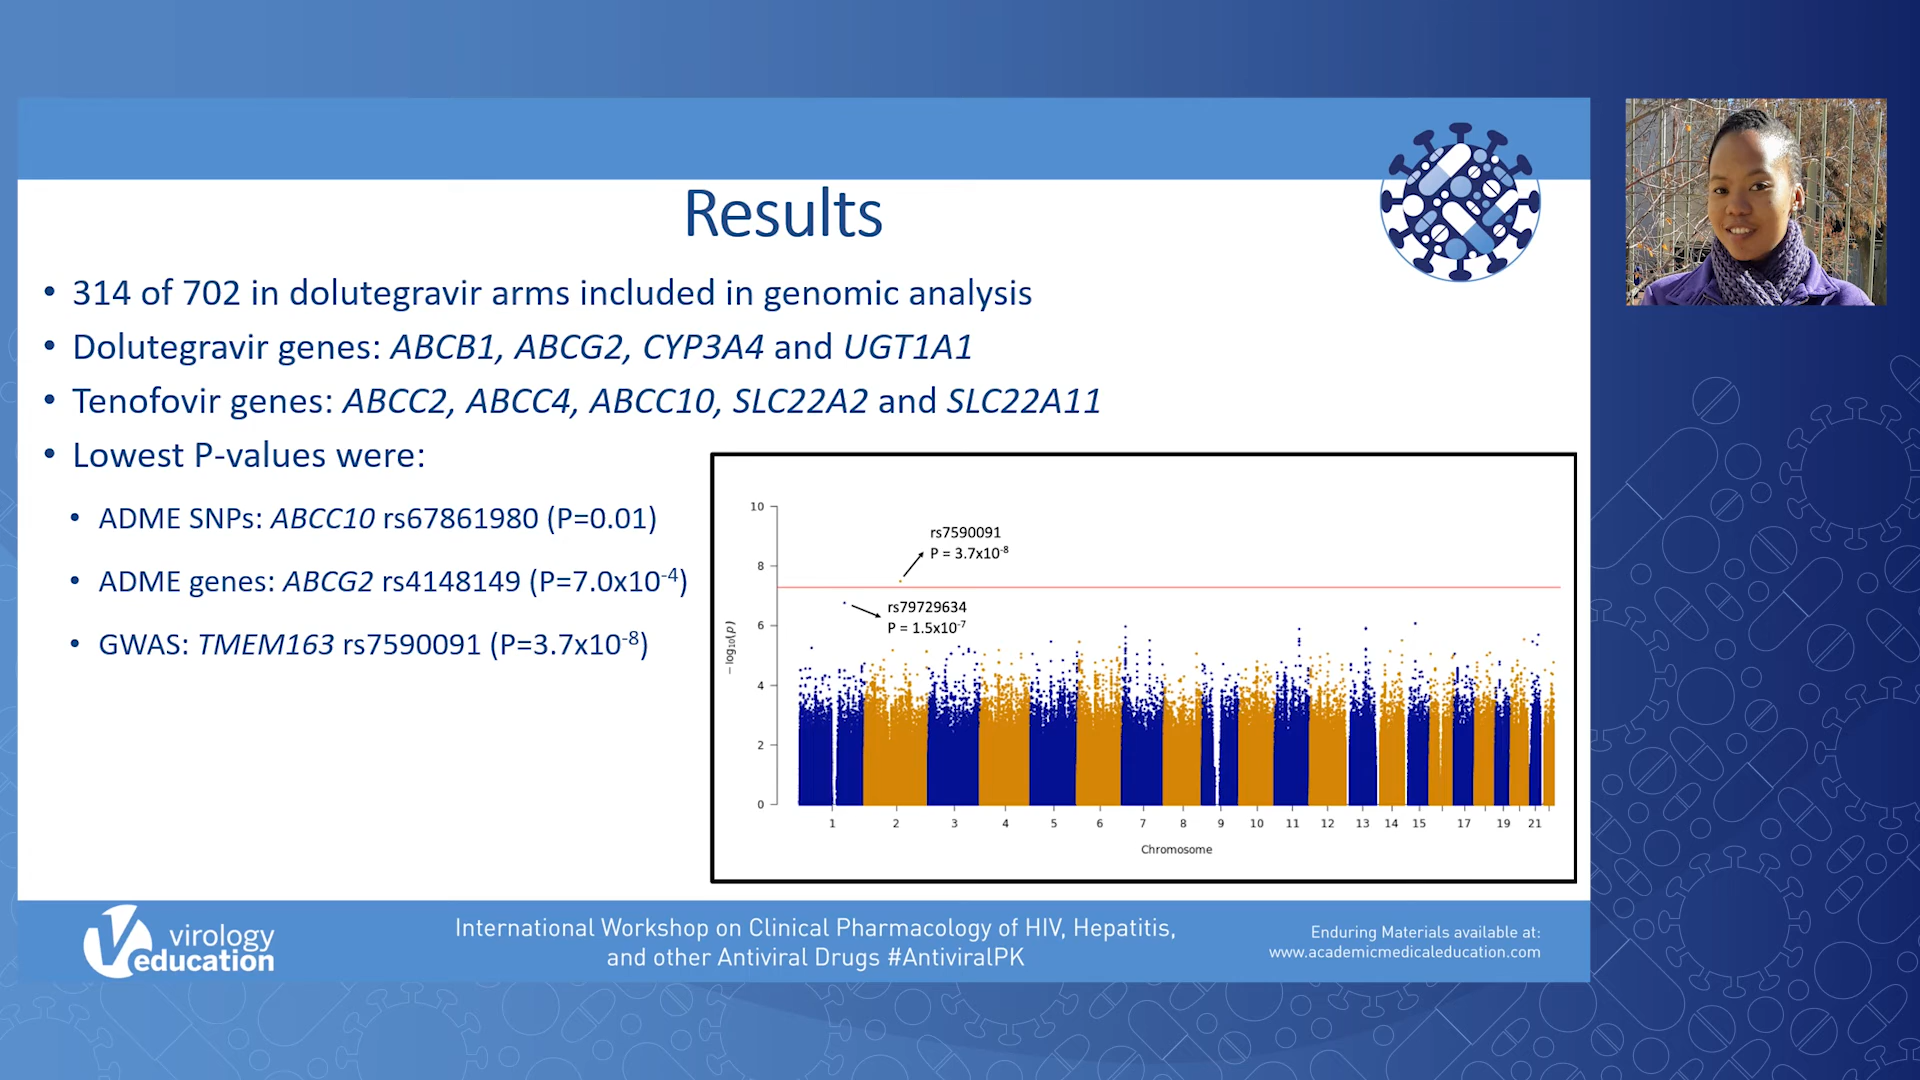 Results
• 314 of 702 in dolutegravir arms included in genomic analysis
• Dolutegravir genes: ABCB1, ABCG2, CYP3A4 and UGT1A1
• Tenofovir genes: ABCC2, ABCC4, ABCC10, SLC22A2 and SLC22A11
• Lowest P-values were:
• ADME SNPs: ABCC10 rs67861980 (P=0.01)
• ADME genes: ABCG2 rs4148149 (P=7.0x10-4)
• GWAS: TMEM163 rs7590091 (P=3.7x10-8)
10
8
6
4
2
0
−log10(p)
rs7590091
P = 3.7x10-8
rs79729634
P = 1.5x10-7
1 2 3 4 5 6 7 8 9 10 11 12 13 14 15 17 19 21
Chromosome
virology
education
International Workshop on Clinical Pharmacology of HIV, Hepatitis,
and other Antiviral Drugs #AntiviralPK
Enduring Materials available at:
www.academicmedicaleducation.com